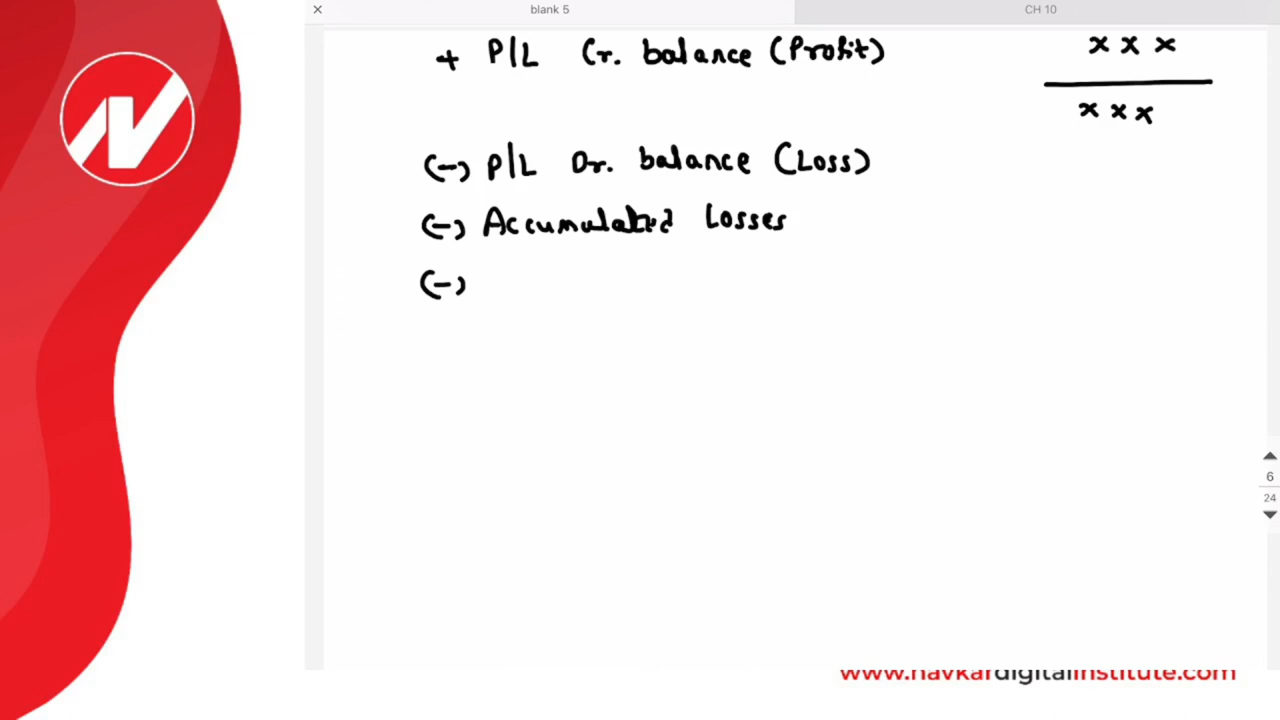 blank 5
CH 10
+ P/L Cr. balance (Profit) x x x
x x x
(-) P/L Dr. balance (Loss)
(-) Accumulated Losses
(-)
6
24
www.navkardigitalinstitute.com